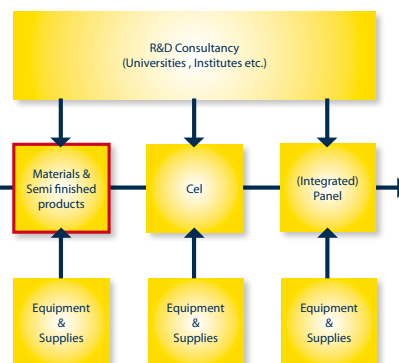 R&D Consultancy
(Universities , Institutes etc.)
Materials &
Semi finished
products
Cel
(Integrated)
Panel
Equipment
&
Supplies
Equipment
&
Supplies
Equipment
&
Supplies